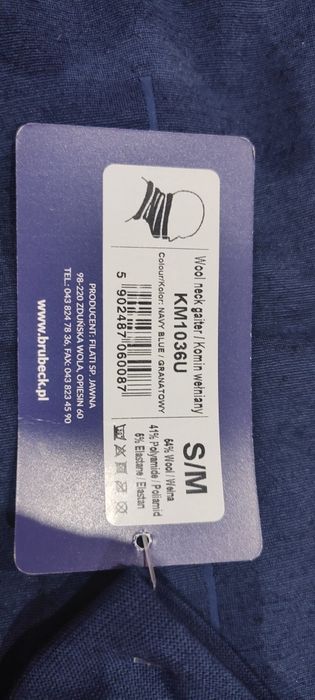 Wool neck gaiter / Komin wełniany
KM1036U
Colour/Kolor: NAVY BLUE / GRANATOWY
5 902487 060087
S/M
64% Wool / Wełna
41% Polyamide / Poliamid
6% Elastane / Elastan
PRODUCENT: FILATI SP. JAWNA
98-220 ZDUŃSKA WOLA, OPIESIN 60
TEL.: 043 824 78 36, FAX: 043 823 45 90
www.brubeck.pl